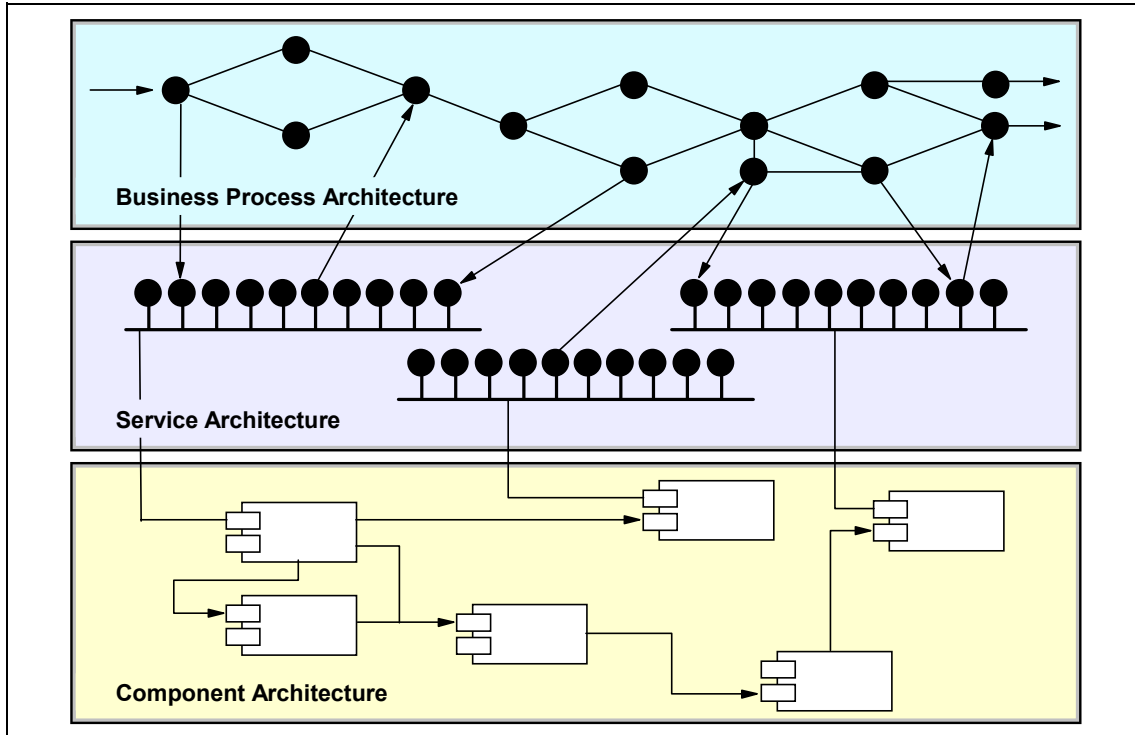 Business Process Architecture
Service Architecture
Component Architecture